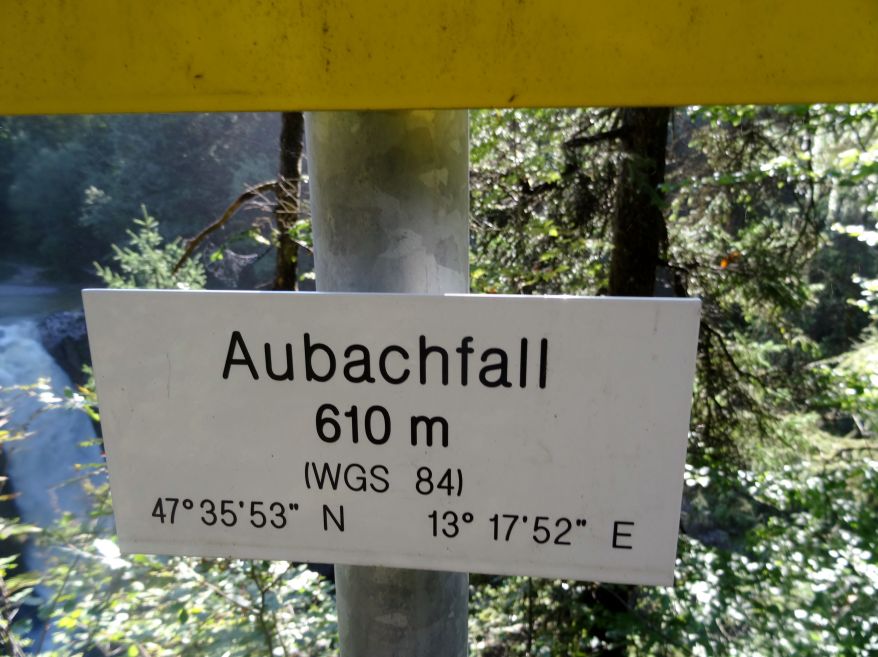 Aubachfall
610 m
(WGS 84)
47°35'53" N 13°17'52" E